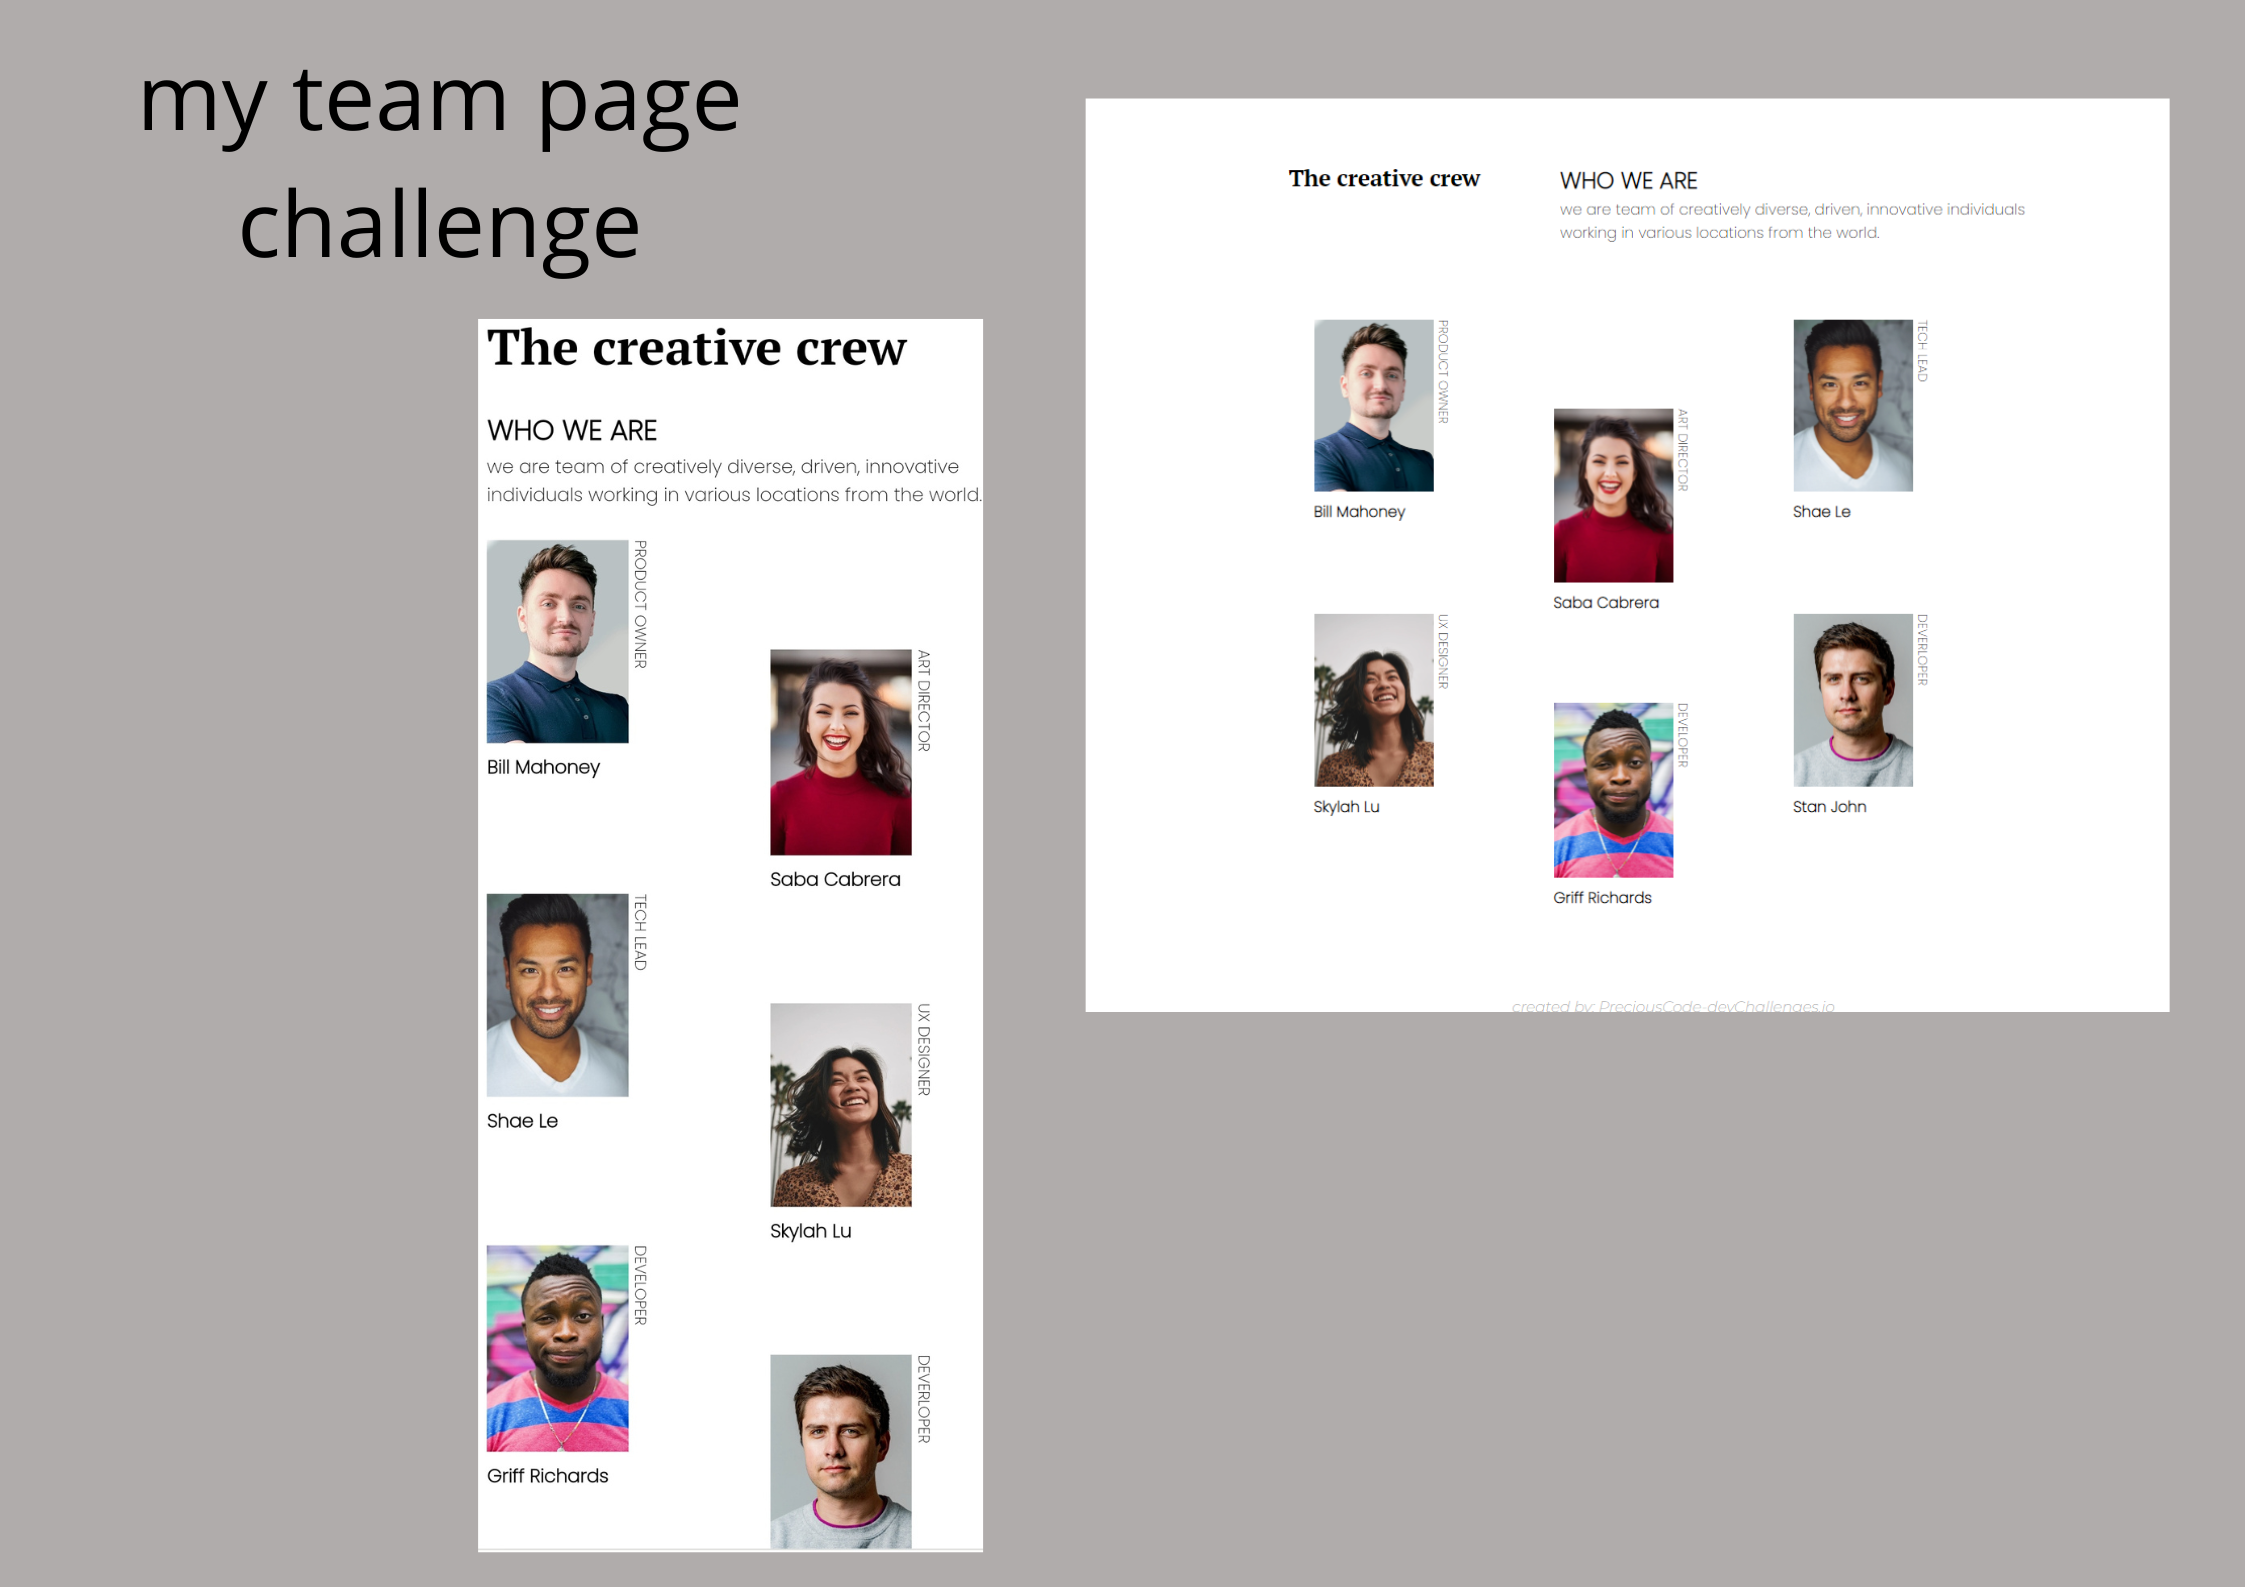 my team page
challenge
The creative crew
WHO WE ARE
we are team of creatively diverse, driven, innovative
individuals working in various locations from the world.
PRODUCT OWNER
Bill Mahoney
ART DIRECTOR
Saba Cabrera
TECH LEAD
Shae Le
UX DESIGNER
Skylah Lu
DEVELOPER
Griff Richards
DEVERLOPER
The creative crew
WHO WE ARE
we are team of creatively diverse, driven, innovative individuals
working in various locations from the world.
PRODUCT OWNER
Bill Mahoney
ART DIRECTOR
Saba Cabrera
TECH LEAD
Shae Le
UX DESIGNER
Skylah Lu
DEVELOPER
Griff Richards
DEVERLOPER
Stan John
created by: PreciousCode-devChallenges.io